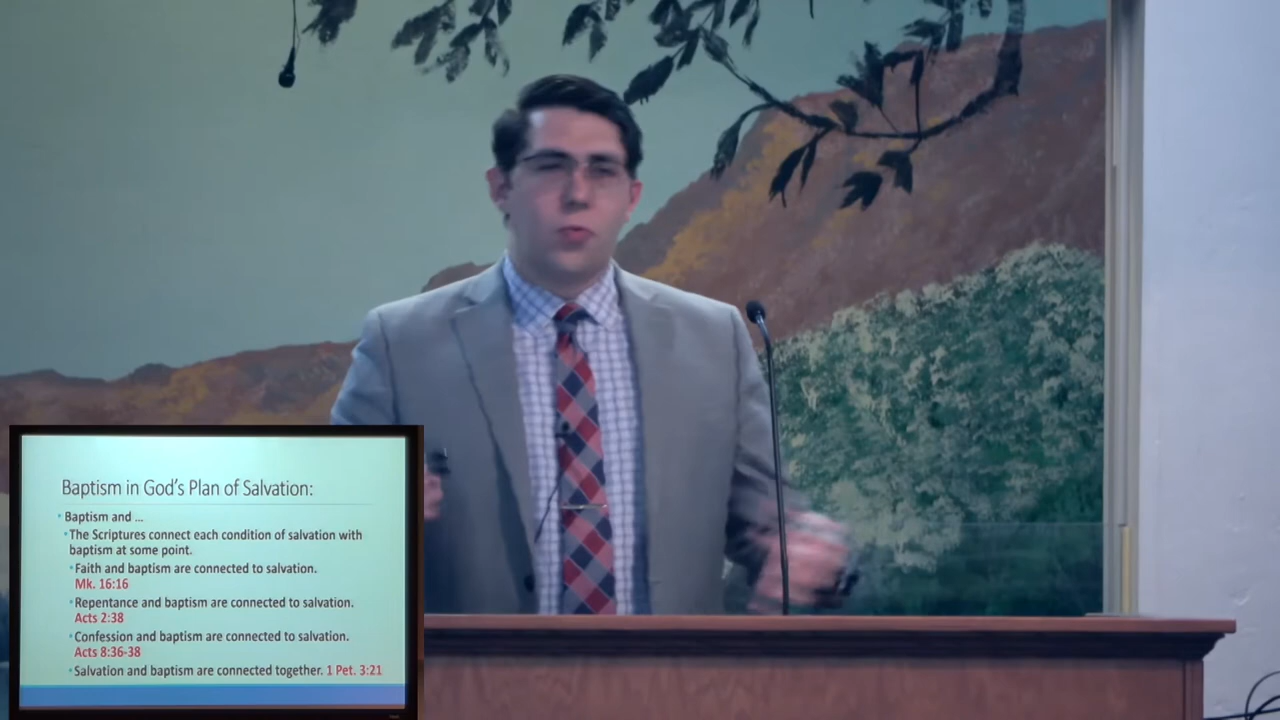 Baptism in God's Plan of Salvation:
Baptism and ...
The Scriptures connect each condition of salvation with
baptism at some point.
Faith and baptism are connected to salvation.
Mk. 16:16
Repentance and baptism are connected to salvation.
Acts 2:38
Confession and baptism are connected to salvation.
Acts 8:36-38
Salvation and baptism are connected together. 1 Pet. 3:21